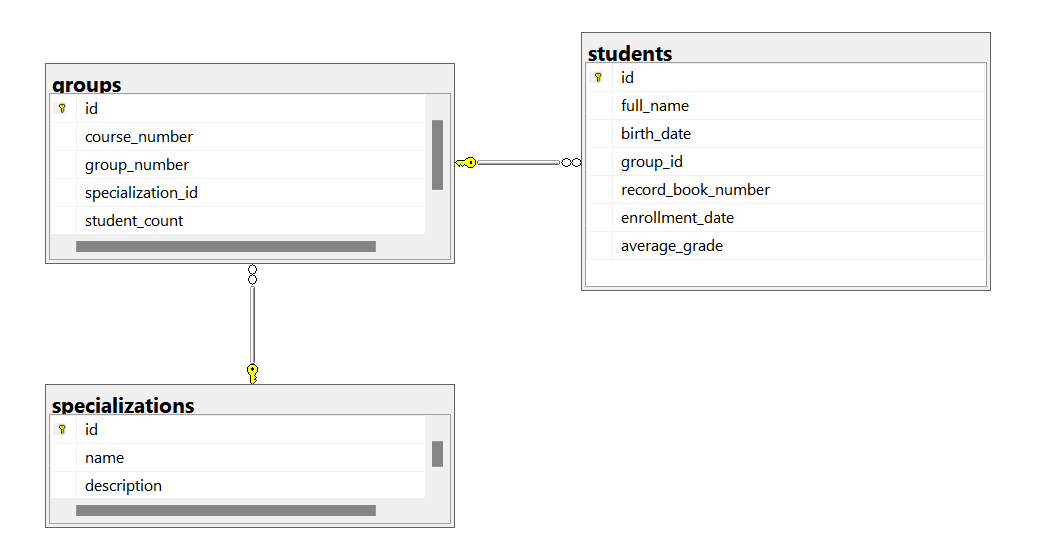 groups
id
course_number
group_number
specialization_id
student_count
students
id
full_name
birth_date
group_id
record_book_number
enrollment_date
average_grade
specializations
id
name
description